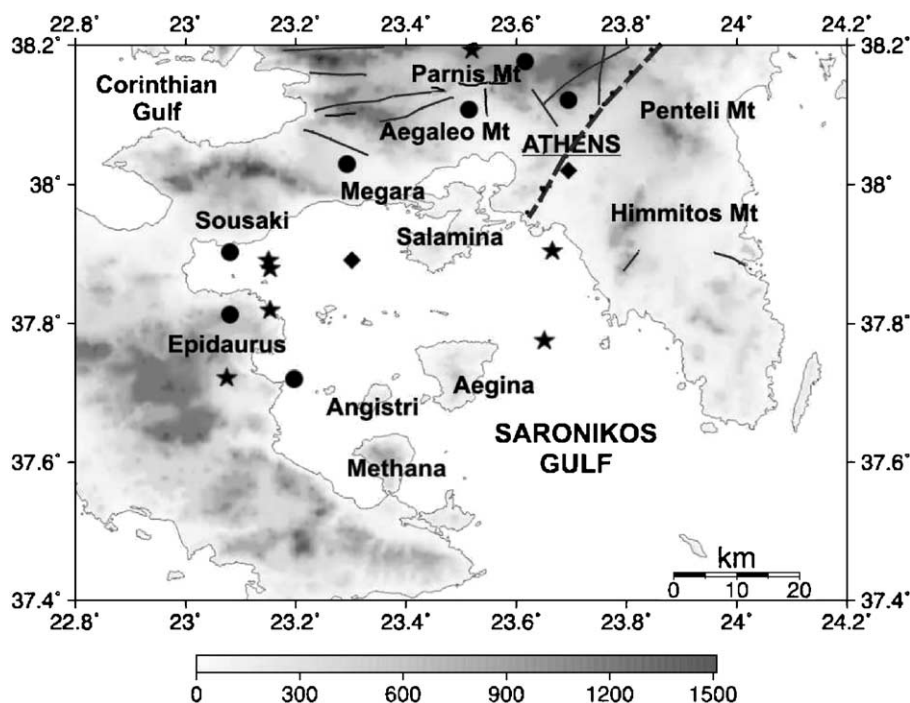 22.8° 23° 23.2° 23.4° 23.6° 23.8° 24° 24.2°
38.2° 38.2°
Corinthian
Gulf
Parnis Mt
Penteli Mt
Aegaleo Mt
ATHENS
38° 38°
Megara
Sousaki
Himmitos Mt
Salamina
37.8° 37.8°
Epidaurus
Aegina
Angistri
SARONIKOS
GULF
37.6° 37.6°
Methana
km
0 10 20
37.4° 37.4°
22.8° 23° 23.2° 23.4° 23.6° 23.8° 24° 24.2°
0 300 600 900 1200 1500